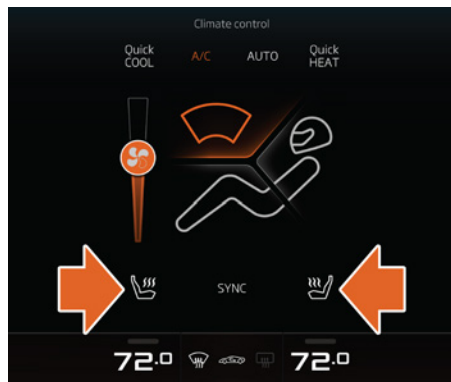 Climate control
Quick
COOL
A/C
AUTO
Quick
HEAT
SYNC
72.0
72.0